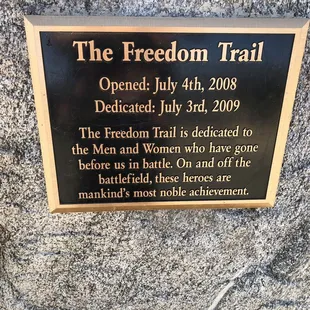 The Freedom Trail
Opened: July 4th, 2008
Dedicated: July 3rd, 2009
The Freedom Trail is dedicated to
the Men and Women who have gone
before us in battle. On and off the
battlefield, these heroes are
mankind's most noble achievement.